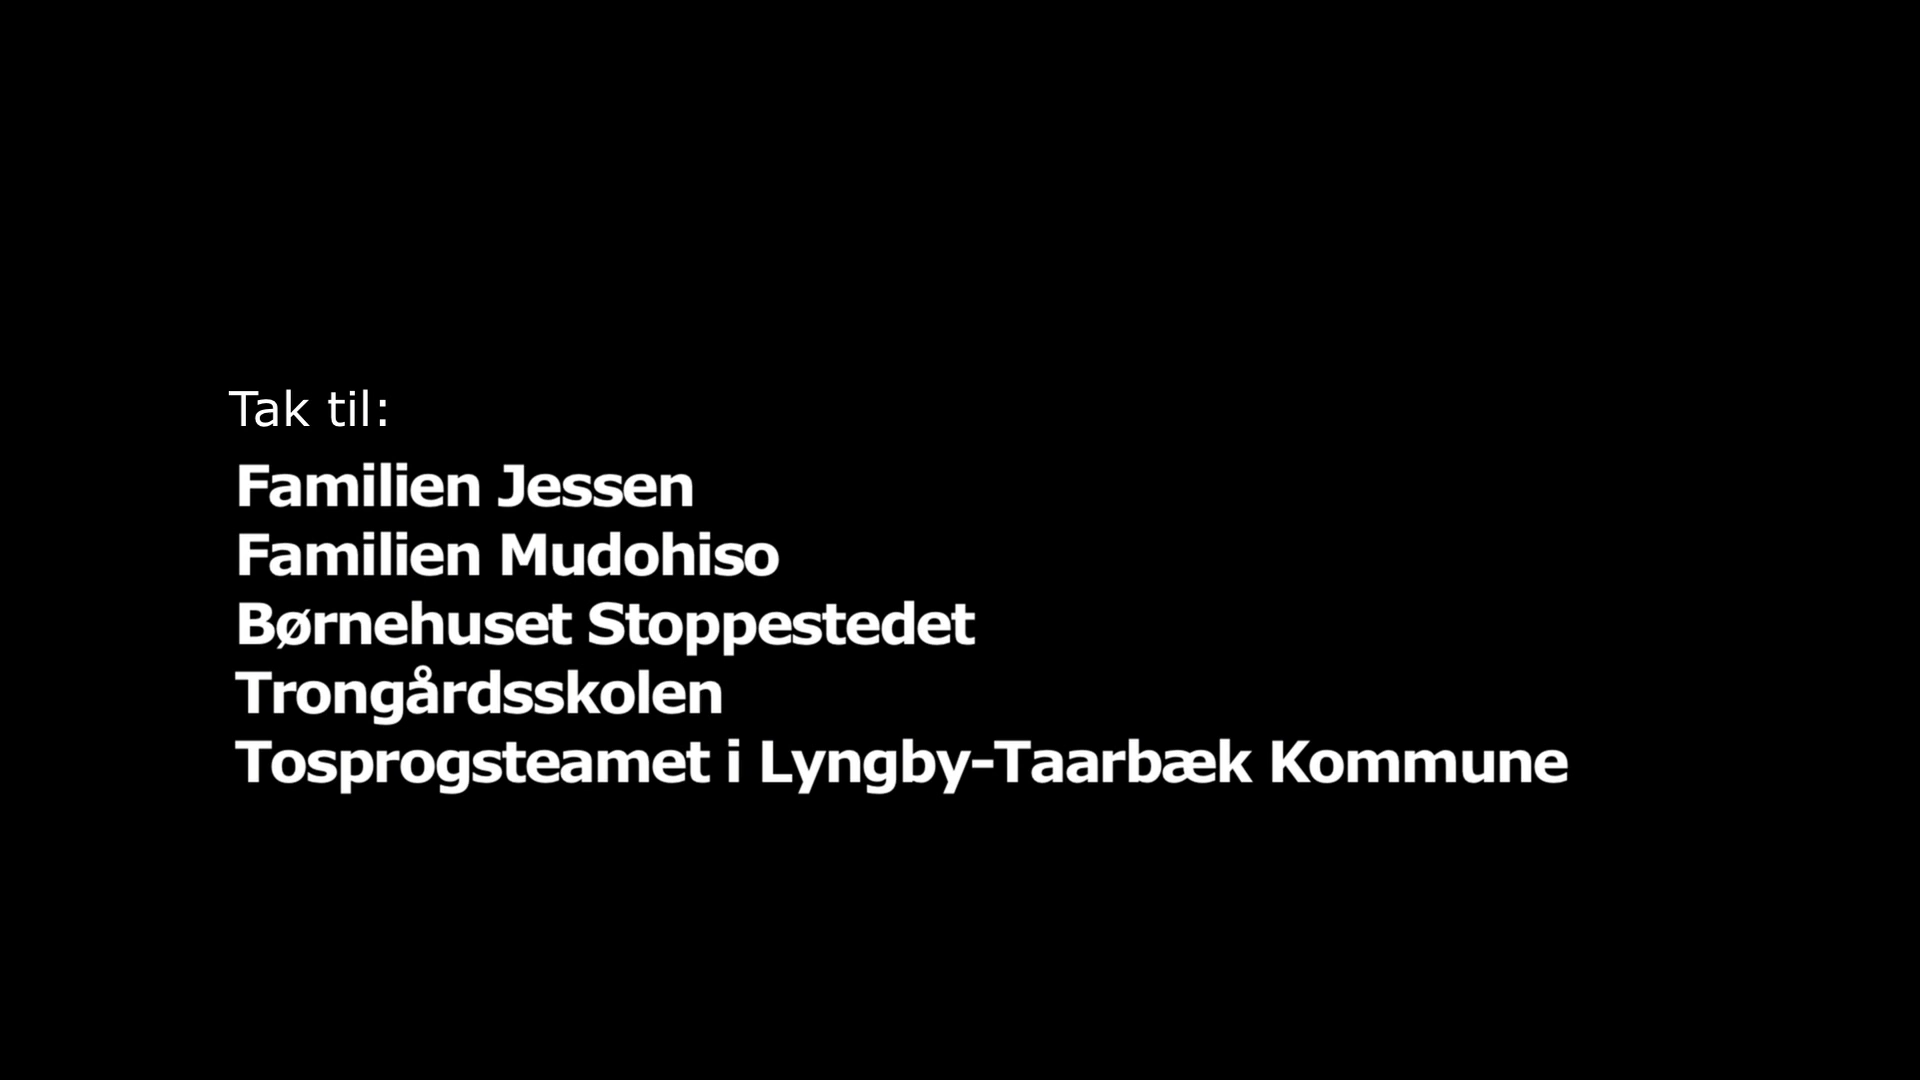 Tak til:
Familien Jessen
Familien Mudohiso
Børnehuset Stoppestedet
Trongårdsskolen
Tosprogsteamet i Lyngby-Taarbæk Kommune